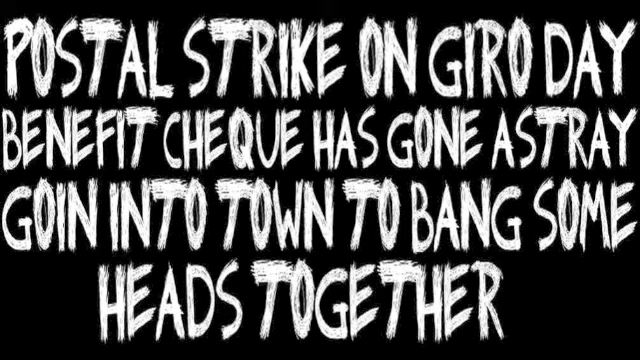 POSTAL STRIKE ON GIRO DAY
BENEFIT CHEQUE HAS GONE ASTRAY
GOIN INTO TOWN TO BANG SOME
HEADS TOGETHER